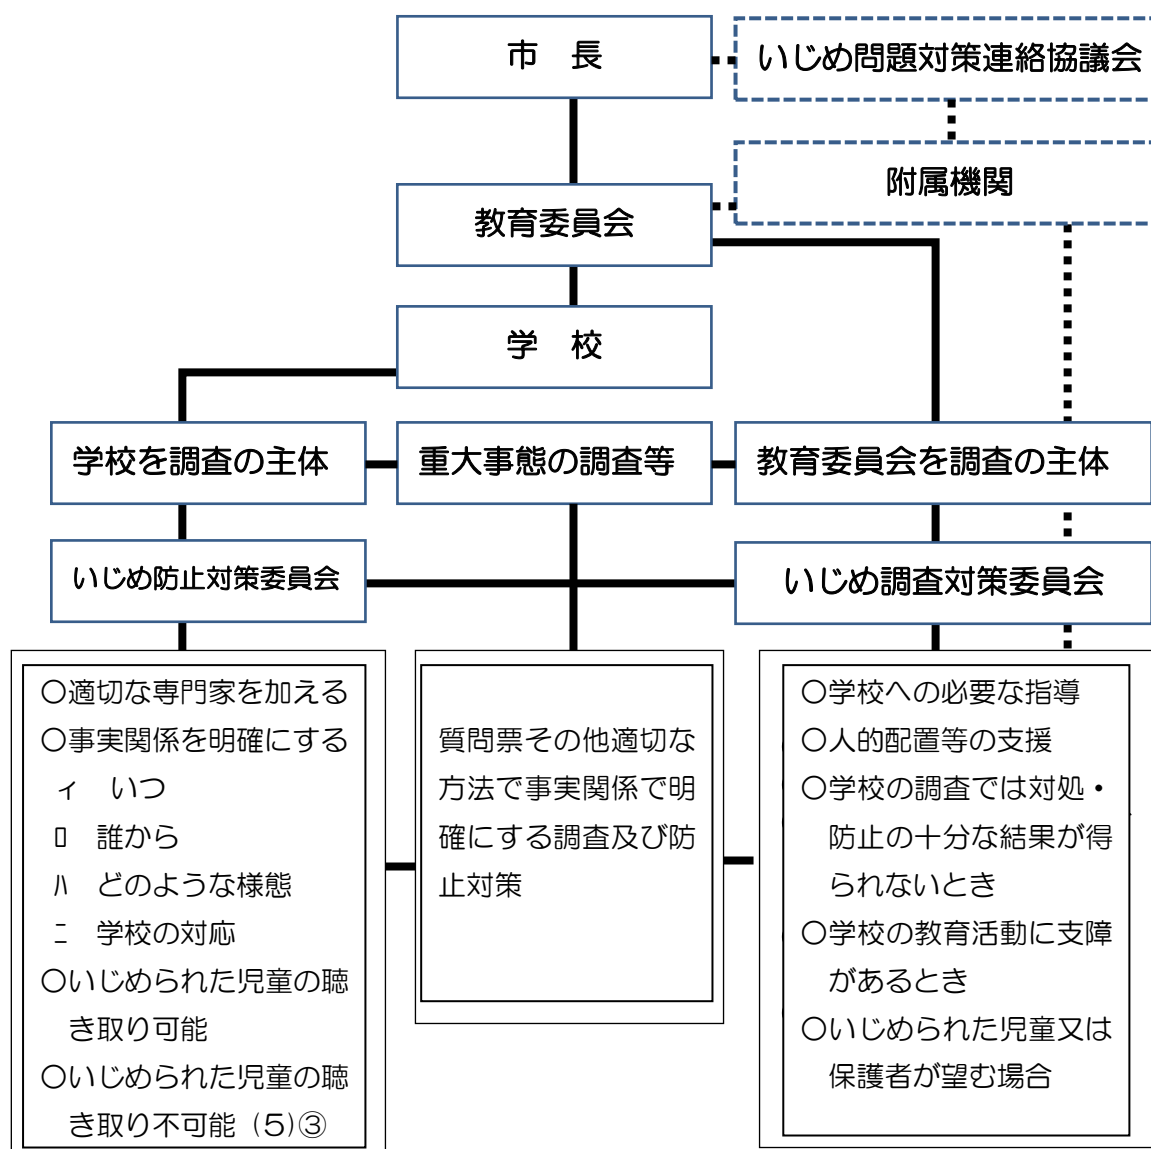 市　長
いじめ問題対策連絡協議会
附属機関
教育委員会
学　校
学校を調査の主体
重大事態の調査等
教育委員会を調査の主体
いじめ防止対策委員会
いじめ調査対策委員会
〇適切な専門家を加える
〇事実関係を明確にする
ィ　いつ
ﾛ　誰から
ﾊ　どのような様態
ﾆ　学校の対応
〇いじめられた児童の聴
き取り可能
〇いじめられた児童の聴
き取り不可能 (5)③
質問票その他適切な
方法で事実関係で明
確にする調査及び防
止対策
〇学校への必要な指導
〇人的配置等の支援
〇学校の調査では対処・
防止の十分な結果が得
られないとき
〇学校の教育活動に支障
があるとき
〇いじめられた児童又は
保護者が望む場合